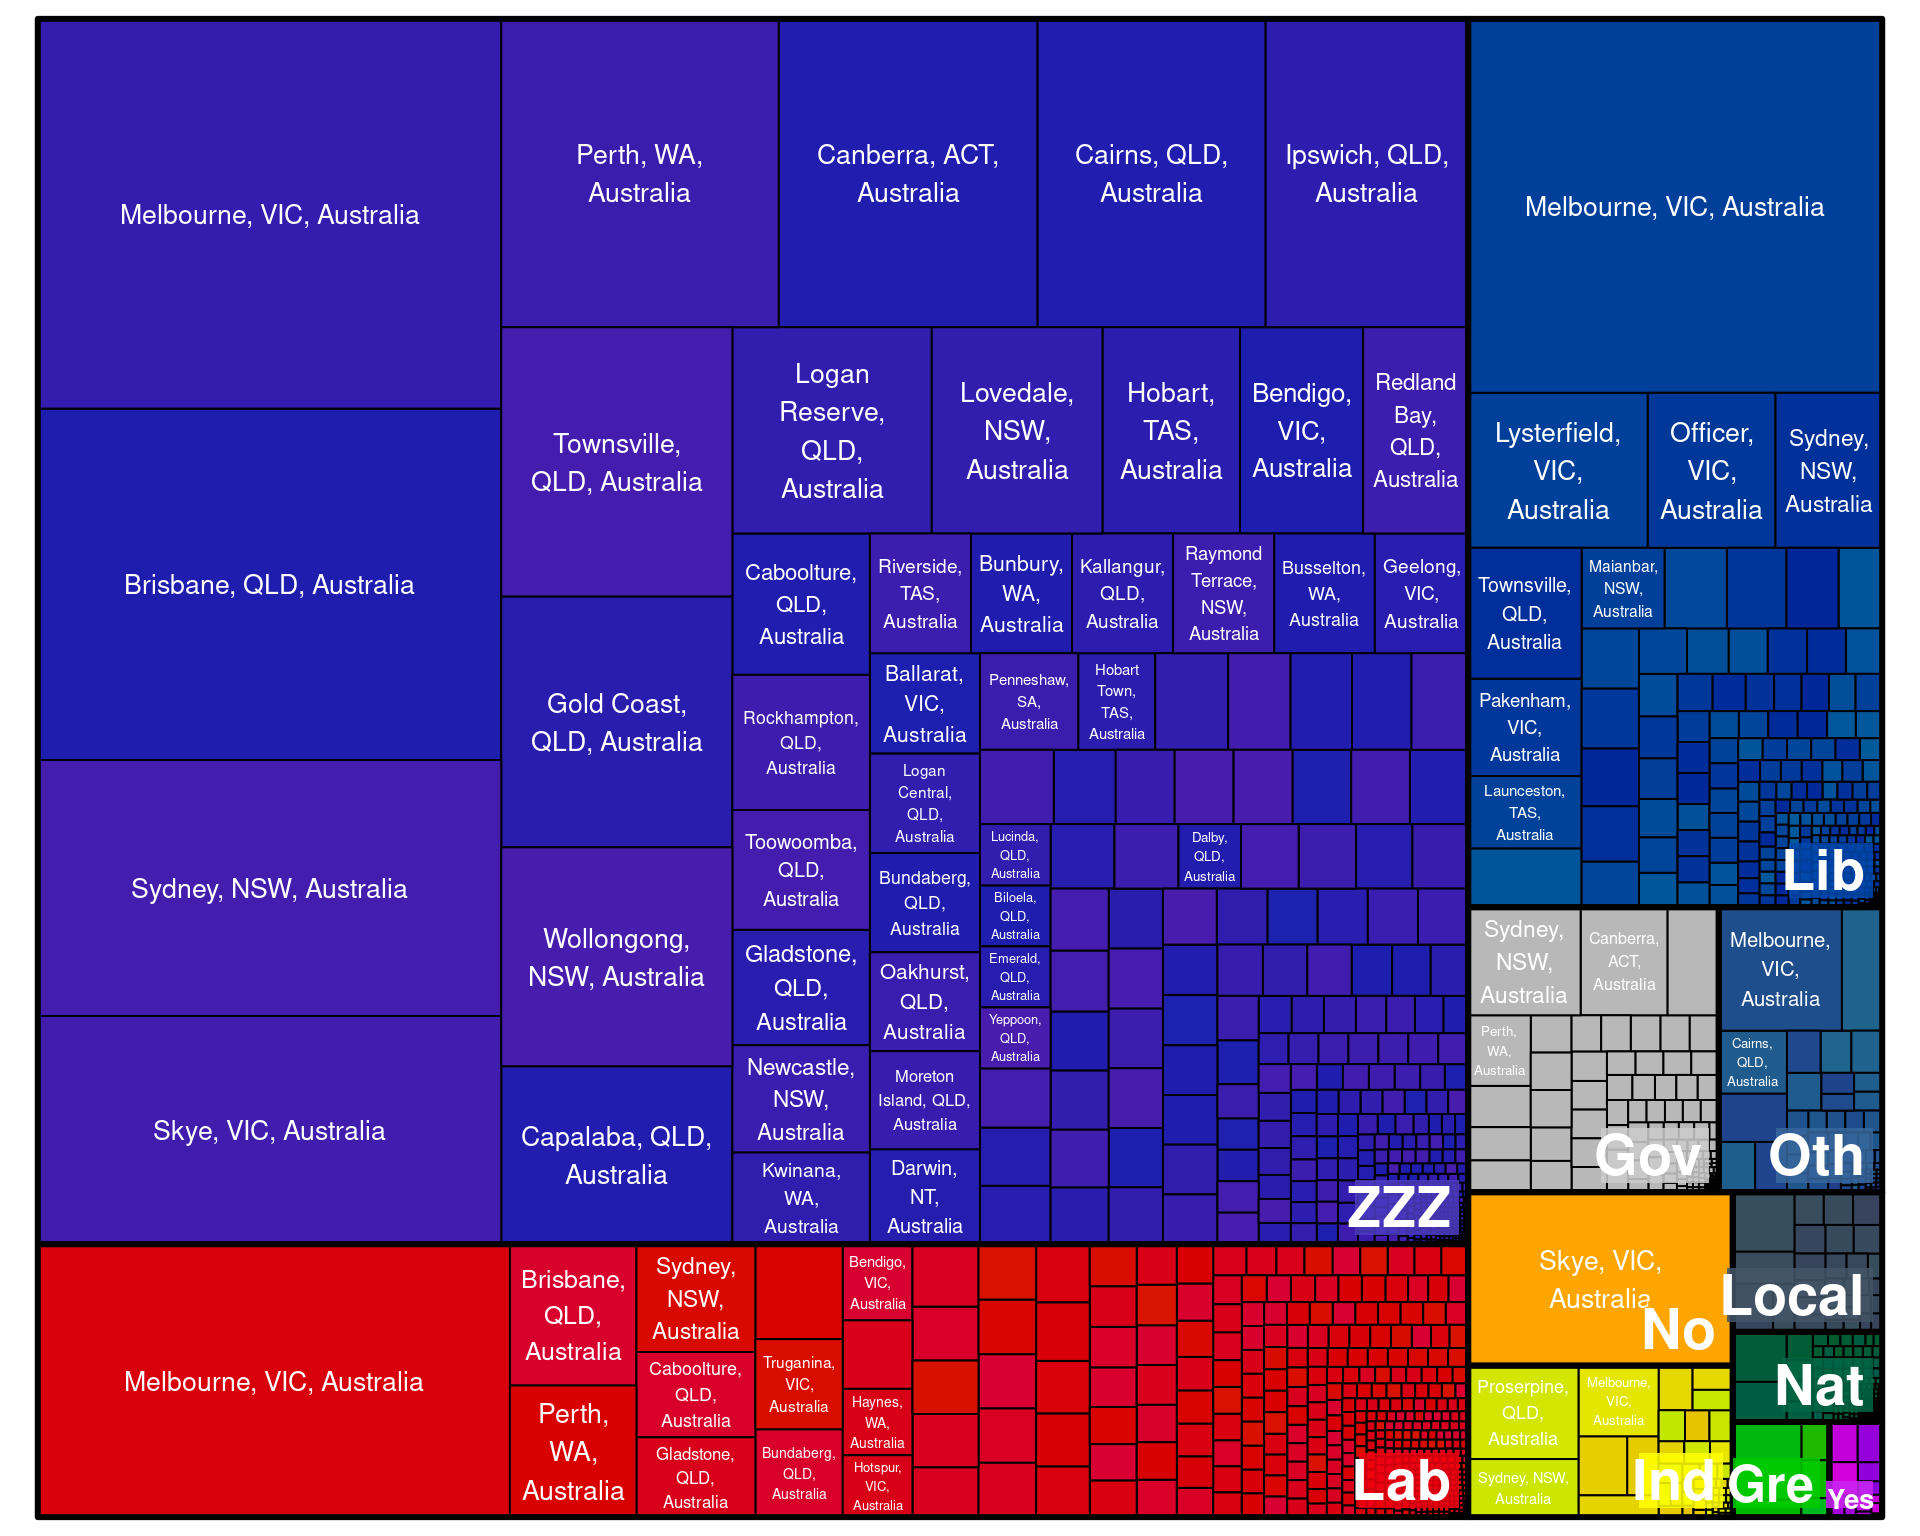 Melbourne, VIC, Australia
Brisbane, QLD, Australia
Sydney, NSW, Australia
Skye, VIC, Australia
Perth, WA,
Australia
Canberra, ACT,
Australia
Cairns, QLD,
Australia
Ipswich, QLD,
Australia
Townsville,
QLD, Australia
Gold Coast,
QLD, Australia
Wollongong,
NSW, Australia
Capalaba, QLD,
Australia
Logan
Reserve,
QLD,
Australia
Lovedale,
NSW,
Australia
Hobart,
TAS,
Australia
Bendigo,
VIC,
Australia
Redland
Bay,
QLD,
Australia
Caboolture,
QLD,
Australia
Rockhampton,
QLD,
Australia
Toowoomba,
QLD,
Australia
Gladstone,
QLD,
Australia
Newcastle,
NSW,
Australia
Kwinana,
WA,
Australia
Riverside,
TAS,
Australia
Bunbury,
WA,
Australia
Kallangur,
QLD,
Australia
Raymond
Terrace,
NSW,
Australia
Busselton,
WA,
Australia
Geelong,
VIC,
Australia
Ballarat,
VIC,
Australia
Logan
Central,
QLD,
Australia
Bundaberg,
QLD,
Australia
Oakhurst,
QLD,
Australia
Moreton
Island, QLD,
Australia
Darwin,
NT,
Australia
Penneshaw,
SA,
Australia
Hobart
Town,
TAS,
Australia
Lucinda,
QLD,
Australia
Dalby,
QLD,
Australia
Biloela,
QLD,
Australia
Emerald,
QLD,
Australia
Yeppoon,
QLD,
Australia
ZZZ
Melbourne, VIC, Australia
Brisbane,
QLD,
Australia
Perth,
WA,
Australia
Sydney,
NSW,
Australia
Caboolture,
QLD,
Australia
Gladstone,
QLD,
Australia
Truganina,
VIC,
Australia
Bundaberg,
QLD,
Australia
Bendigo,
VIC,
Australia
Haynes,
WA,
Australia
Hotspur,
VIC,
Australia
Lab
Melbourne, VIC, Australia
Lysterfield,
VIC,
Australia
Officer,
VIC,
Australia
Sydney,
NSW,
Australia
Townsville,
QLD,
Australia
Maianbar,
NSW,
Australia
Pakenham,
VIC,
Australia
Launceston,
TAS,
Australia
Lib
Sydney,
NSW,
Australia
Canberra,
ACT,
Australia
Perth,
WA,
Australia
Gov
Melbourne,
VIC,
Australia
Cairns,
QLD,
Australia
Oth
Skye, VIC,
Australia
No
Local
Nat
Proserpine,
QLD,
Australia
Melbourne,
VIC,
Australia
Sydney, NSW,
Australia
Ind
Gre
Yes